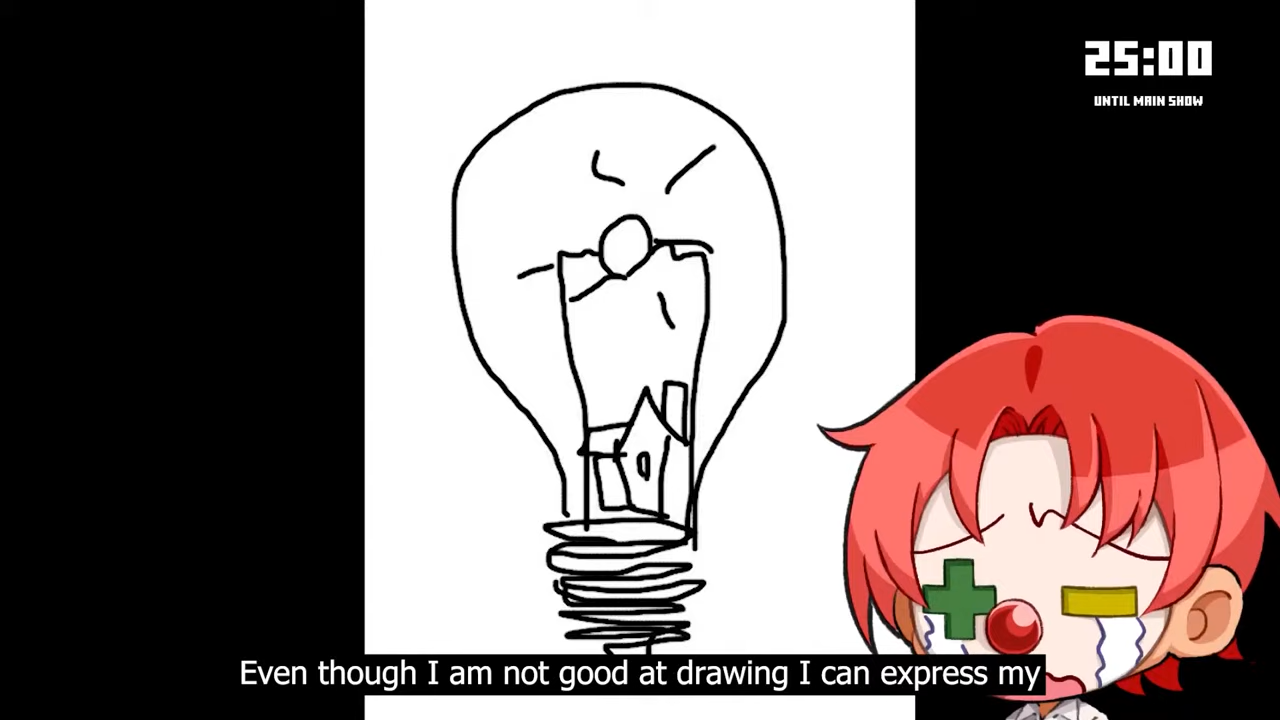 25:00
UNTIL MAIN SHOW
Even though I am not good at drawing I can express my